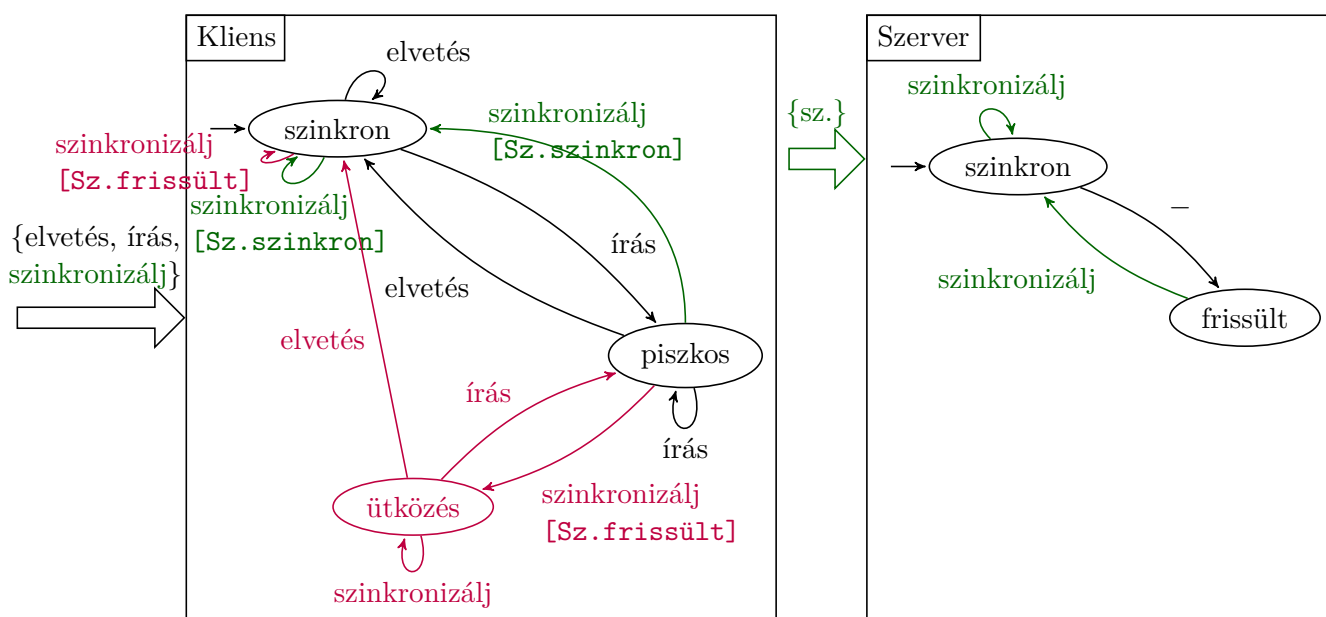 Kliens
elvetés
szinkron
szinkronizálj
[Sz.frissült]
szinkronizálj
[Sz.szinkron]
szinkronizálj
[Sz.szinkron]
{elvetés, írás,
szinkronizálj}
írás
elvetés
elvetés
piszkos
írás
írás
ütközés
szinkronizálj
[Sz.frissült]
szinkronizálj
{sz.}
Szerver
szinkronizálj
szinkron
–
szinkronizálj
frissült